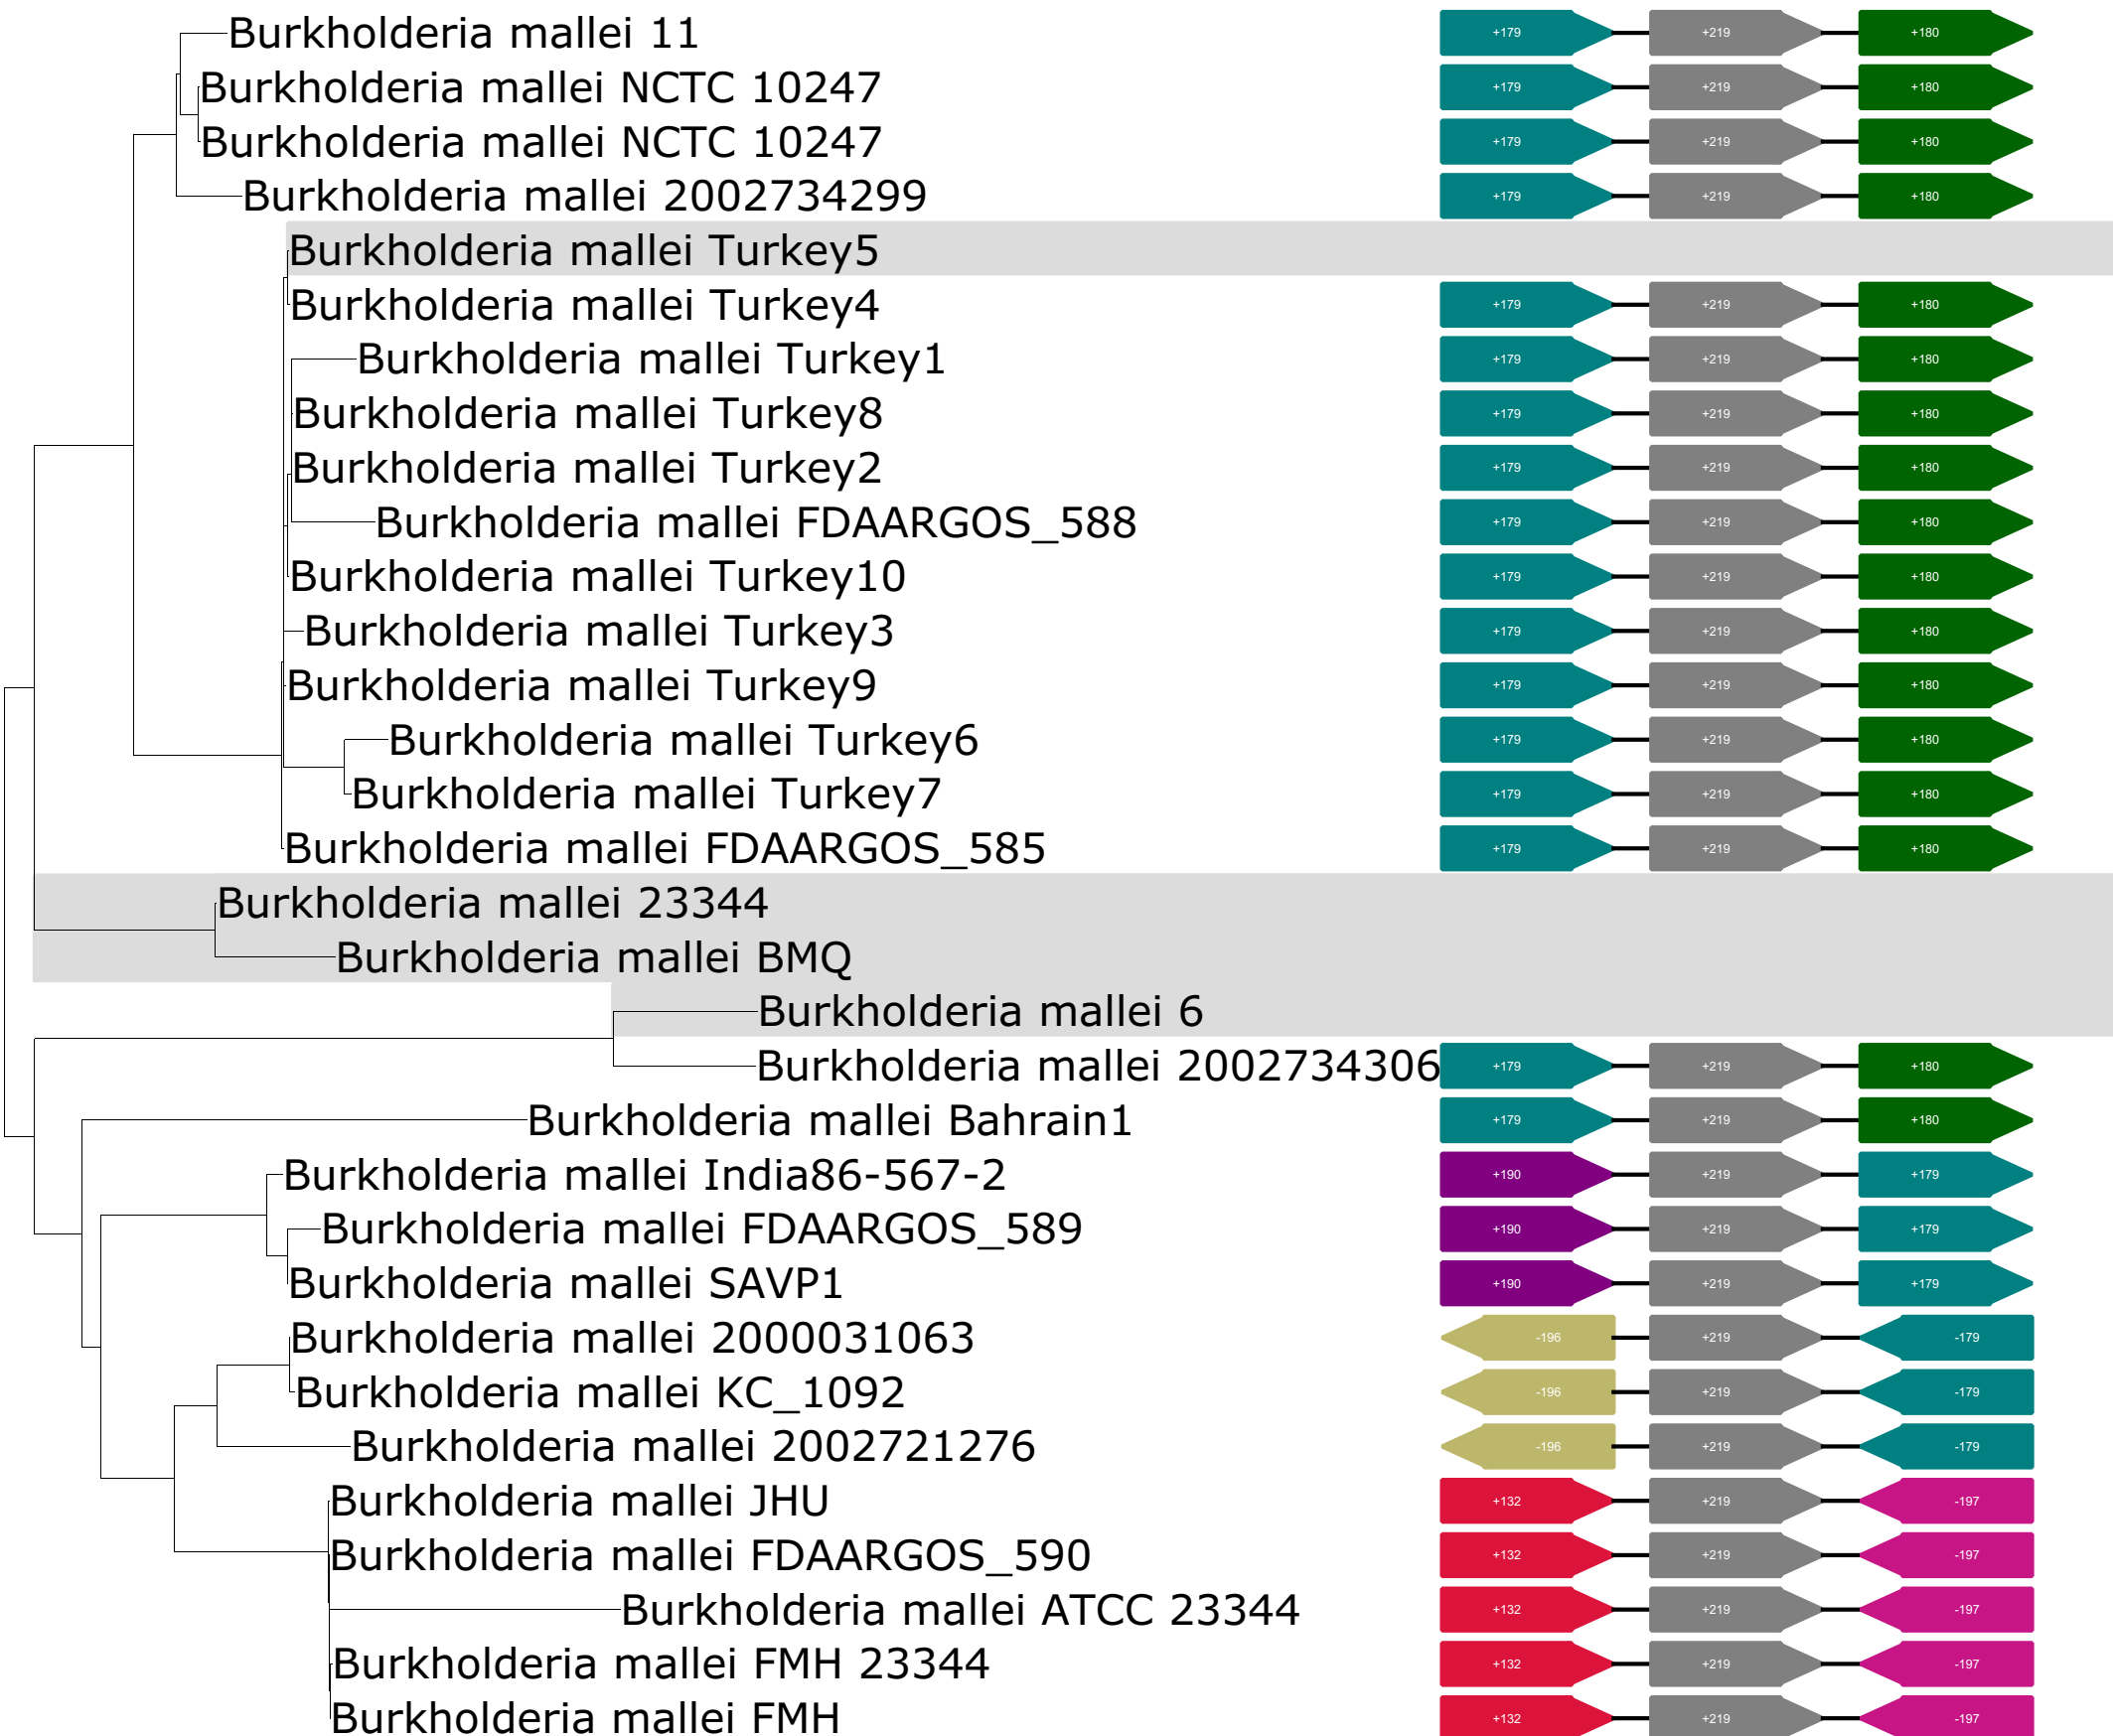 Burkholderia mallei 11 +179 +219 +180
Burkholderia mallei NCTC 10247 +179 +219 +180
Burkholderia mallei NCTC 10247 +179 +219 +180
Burkholderia mallei 2002734299 +179 +219 +180
Burkholderia mallei Turkey5
Burkholderia mallei Turkey4 +179 +219 +180
Burkholderia mallei Turkey1 +179 +219 +180
Burkholderia mallei Turkey8 +179 +219 +180
Burkholderia mallei Turkey2 +179 +219 +180
Burkholderia mallei FDAARGOS_588 +179 +219 +180
Burkholderia mallei Turkey10 +179 +219 +180
Burkholderia mallei Turkey3 +179 +219 +180
Burkholderia mallei Turkey9 +179 +219 +180
Burkholderia mallei Turkey6 +179 +219 +180
Burkholderia mallei Turkey7 +179 +219 +180
Burkholderia mallei FDAARGOS_585 +179 +219 +180
Burkholderia mallei 23344
Burkholderia mallei BMQ
Burkholderia mallei 6
Burkholderia mallei 2002734306 +179 +219 +180
Burkholderia mallei Bahrain1 +179 +219 +180
Burkholderia mallei India86-567-2 +190 +219 +179
Burkholderia mallei FDAARGOS_589 +190 +219 +179
Burkholderia mallei SAVP1 +190 +219 +179
Burkholderia mallei 2000031063 -196 +219 -179
Burkholderia mallei KC_1092 -196 +219 -179
Burkholderia mallei 2002721276 -196 +219 -179
Burkholderia mallei JHU +132 +219 -197
Burkholderia mallei FDAARGOS_590 +132 +219 -197
Burkholderia mallei ATCC 23344 +132 +219 -197
Burkholderia mallei FMH 23344 +132 +219 -197
Burkholderia mallei FMH +132 +219 -197